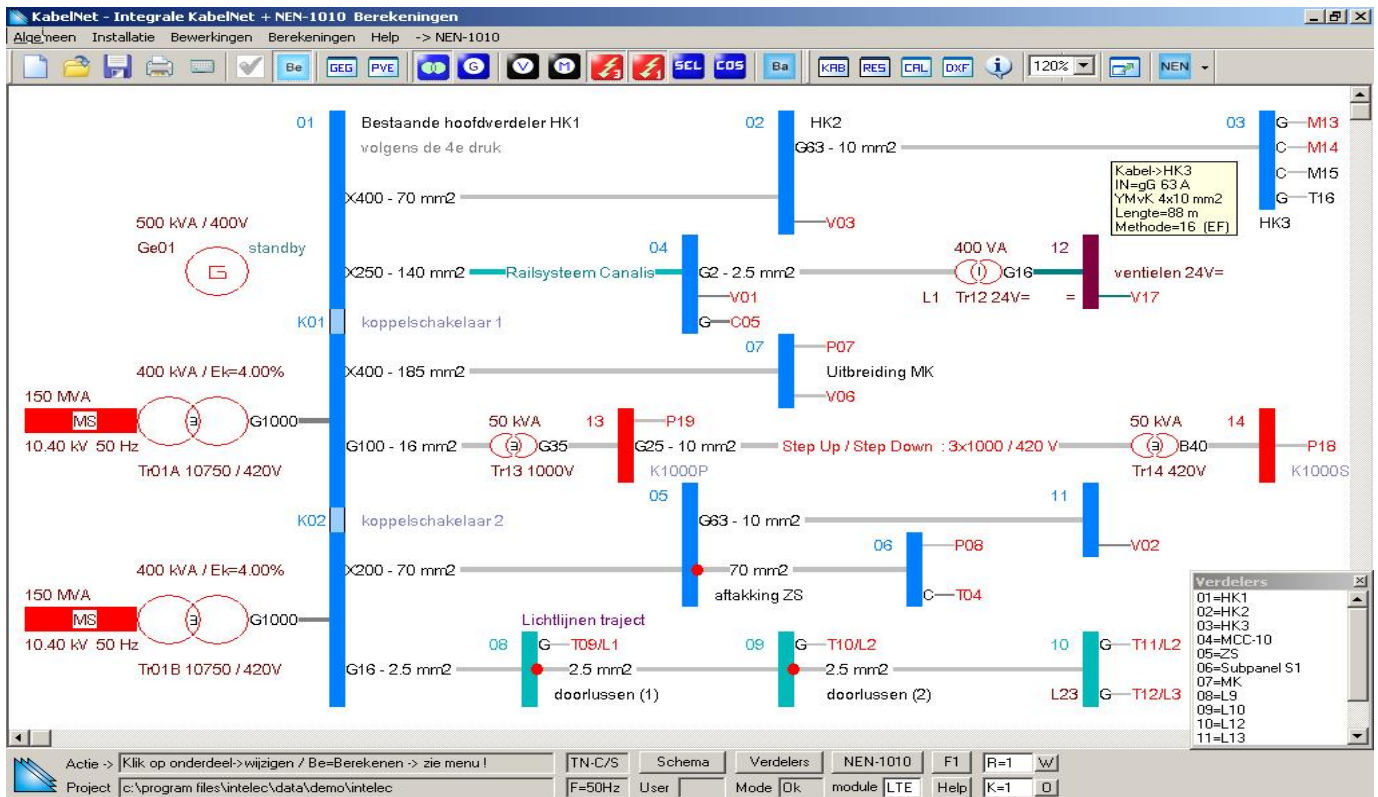 KabelNet - Integrale KabelNet + NEN-1010 Berekeningen
Algemeen Installatie Bewerkingen Berekeningen Help -> NEN-1010
Be GEG PVE G V M 3 1 SCL COS Ba KAB RES CAL DXF i 120% NEN
01 Bestaande hoofdverdeler HK1 02 HK2 03 G M13
volgens de 4e druk G63 - 10 mm2 C M14
Kabel->HK3
IN=gG 63 A
YMvK 4x10 mm2
Lengte=88 m
Methode=16 (EF)
C M15
G T16
HK3
X400 - 70 mm2
V03
500 kVA / 400V
Ge01 standby
G
04 400 VA 12
X250 - 140 mm2 Railsysteem Canalis G2 - 2.5 mm2 G16 ventielen 24V=
V01 L1 Tr12 24V= = V17
K01 koppelschakelaar 1 G C05
07 P07
400 kVA / Ek=4.00% X400 - 185 mm2 Uitbreiding MK
150 MVA V06
MS 3 G1000 50 kVA 13 P19 50 kVA 14
10.40 kV 50 Hz G100 - 16 mm2 3 G35 G25 - 10 mm2 Step Up / Step Down : 3x1000 / 420 V 3 B40 P18
Tr01A 10750 / 420V Tr13 1000V K1000P Tr14 420V K1000S
05 11
K02 koppelschakelaar 2 G63 - 10 mm2
06 P08 V02
400 kVA / Ek=4.00% X200 - 70 mm2 70 mm2
150 MVA aftakking ZS C T04
MS 3 G1000 Lichtlijnen traject
10.40 kV 50 Hz 08 G T09/L1 09 G T10/L2 10 G T11/L2
Tr01B 10750 / 420V G16 - 2.5 mm2 2.5 mm2 2.5 mm2
doorlussen (1) doorlussen (2) L23 G T12/L3
Verdelers
01=HK1
02=HK2
03=HK3
04=MCC-10
05=ZS
06=Subpanel S1
07=MK
08=L9
09=L10
10=L12
11=L13
Actie -> Klik op onderdeel->wijzigen / Be=Berekenen -> zie menu ! TN-C/S Schema Verdelers NEN-1010 F1 R=1 W
Project c:\program files\intelec\data\demo\intelec F=50Hz User Mode Ok module LTE Help K=1 O